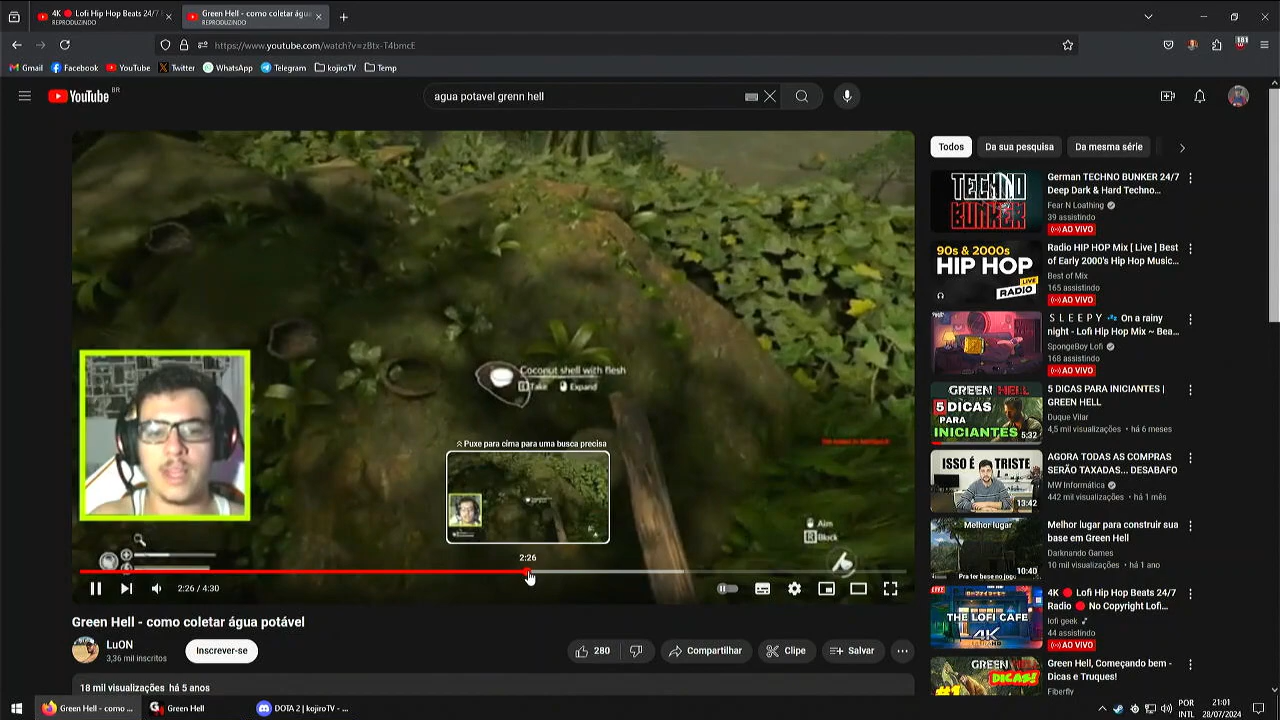 4K 🔴 Lofi Hip Hop Beats 24/7
REPRODUZINDO
Green Hell - como coletar água
REPRODUZINDO
https://www.youtube.com/watch?v=zBtx-T4bmcE
181
Gmail
Facebook
YouTube
Twitter
WhatsApp
Telegram
kojiroTV
Temp
YouTube BR
agua potavel grenn hell
Todos
Da sua pesquisa
Da mesma série
Coconut shell with flesh
Take
Expand
Puxe para cima para uma busca precisa
2:26
Aim
Block
2:26 / 4:30
Green Hell - como coletar água potavel
LuON
3,36 mil inscritos
Inscrever-se
280
Compartilhar
Clipe
Salvar
18 mil visualizações há 5 anos
TECHNO
BUNKER
German TECHNO BUNKER 24/7
Deep Dark & Hard Techno...
Fear N Loathing
39 assistindo
AO VIVO
90s & 2000s
HIP HOP
LIVE
RADIO
Radio HIP HOP Mix [ Live ] Best
of Early 2000's Hip Hop Music...
Best of Mix
165 assistindo
AO VIVO
S L E E P Y 💤 On a rainy
night - Lofi Hip Hop Mix ~ Bea...
SpongeBoy Lofi
168 assistindo
AO VIVO
GREEN HELL
5 DICAS
PARA
INICIANTES
5:32
5 DICAS PARA INICIANTES |
GREEN HELL
Duque Vilar
4,5 mil visualizações • há 6 meses
ISSO É TRISTE
13:42
AGORA TODAS AS COMPRAS
SERÃO TAXADAS... DESABAFO
MW Informática
442 mil visualizações • há 1 mês
Melhor lugar
Pra ter base no jogo
10:40
Melhor lugar para construir sua
base em Green Hell
Darknando Games
10 mil visualizações • há 1 ano
LIVE
THE LOFI CAFE
4K
4K 🔴 Lofi Hip Hop Beats 24/7
Radio 🔴 No Copyright Lofi...
lofi geek
44 assistindo
AO VIVO
GREEN HELL
#1
DICAS!
Green Hell, Começando bem -
Dicas e Truques!
Fiberfly
Green Hell - como ...
Green Hell
DOTA 2 | kojiroTV - ...
POR
INTL
21:01
28/07/2024